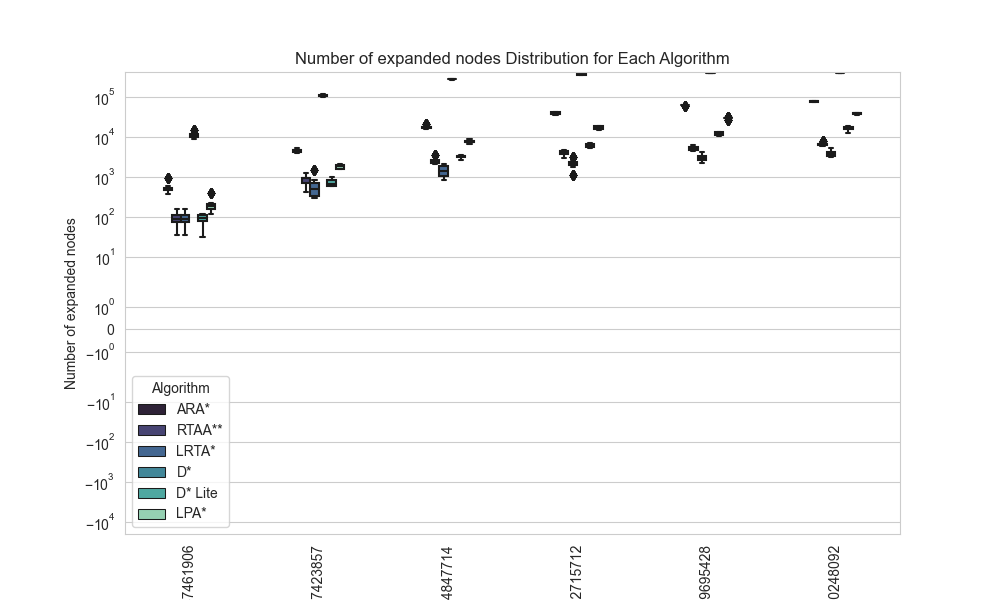 Number of expanded nodes Distribution for Each Algorithm
Number of expanded nodes
10^5
10^4
10^3
10^2
10^1
10^0
0
−10^0
−10^1
−10^2
−10^3
−10^4
Algorithm
ARA*
RTAA**
LRTA*
D*
D* Lite
LPA*
7461906
7423857
4847714
2715712
9695428
0248092